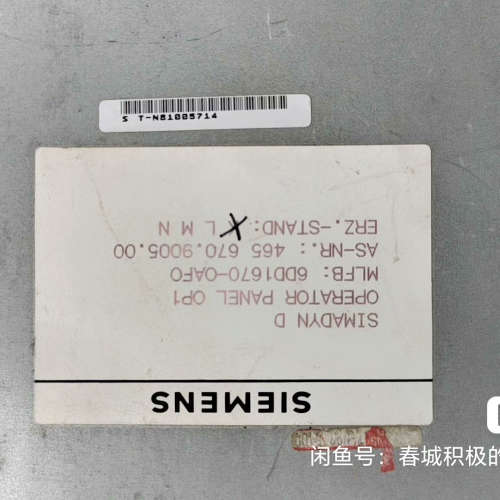 S T-N81005714
SIEMENS
SIMADYN D
OPERATOR PANEL OP1
MLFB: 6DD1670-0AF0
AS-NR.: 465 670.9005.00
ERZ.-STAND: X L M N
闲鱼号：春城积极的